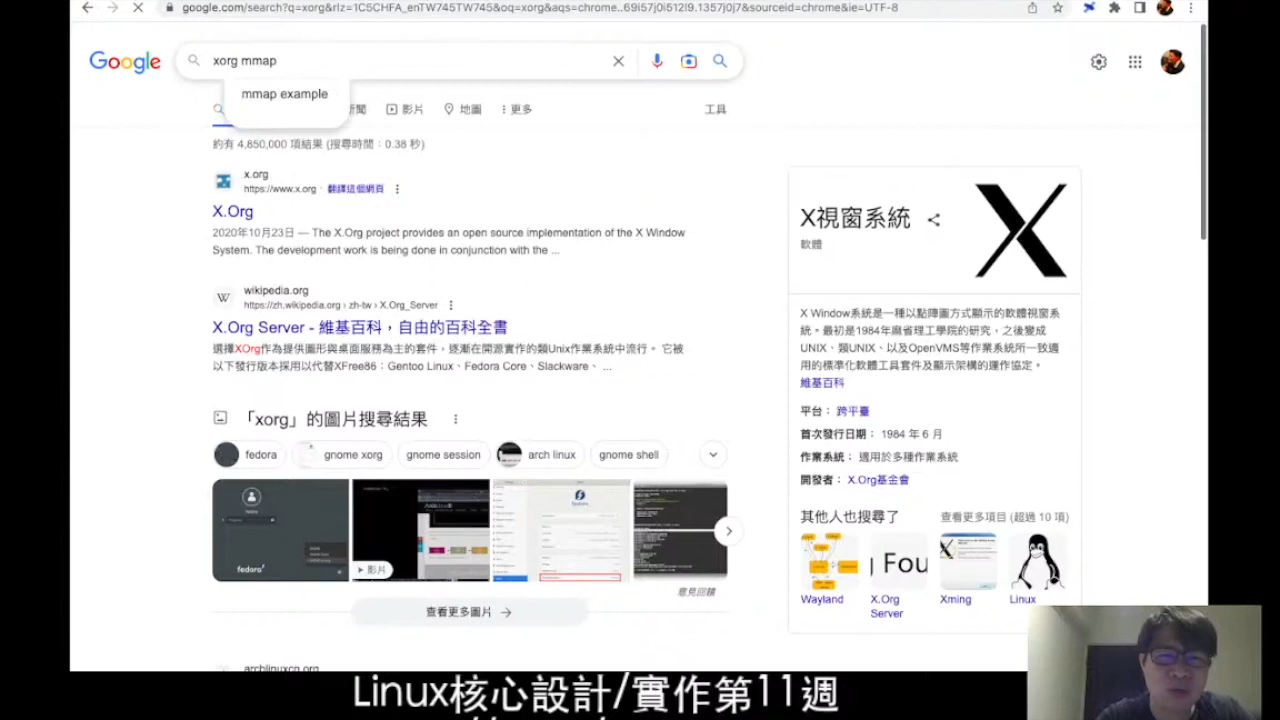 google.com/search?q=xorg&rlz=1C5CHFA_enTW745TW745&oq=xorg&aqs=chrome..69i57j0i512l9.1357j0j7&sourceid=chrome&ie=UTF-8
Google
xorg mmap
mmap example
新聞
影片
地圖
更多
工具
約有 4,850,000 項結果 (搜尋時間：0.38 秒)
x.org
https://www.x.org · 翻譯這個網頁
X.Org
2020年10月23日 — The X.Org project provides an open source implementation of the X Window
System. The development work is being done in conjunction with the ...
W
wikipedia.org
https://zh.wikipedia.org › zh-tw › X.Org_Server
X.Org Server - 維基百科，自由的百科全書
選擇XOrg作為提供圖形與桌面服務為主的套件，逐漸在開源實作的類Unix作業系統中流行。 它被
以下發行版本採用以代替XFree86：Gentoo Linux、Fedora Core、Slackware、 ...
「xorg」的圖片搜尋結果
fedora
gnome xorg
gnome session
arch linux
gnome shell
fedora
影片
意見回饋
查看更多圖片
archlinuxcn.org
X視窗系統
軟體
X Window系統是一種以點陣圖方式顯示的軟體視窗系
統。最初是1984年麻省理工學院的研究，之後變成
UNIX、類UNIX、以及OpenVMS等作業系統所一致適
用的標準化軟體工具套件及顯示架構的運作協定。
維基百科
平台： 跨平臺
首次發行日期： 1984 年 6 月
作業系統： 適用於多種作業系統
開發者： X.Org基金會
其他人也搜尋了
查看更多項目 (超過 10 項)
Fou
Wayland
X.Org
Server
Xming
Linux
Linux核心設計/實作第11週